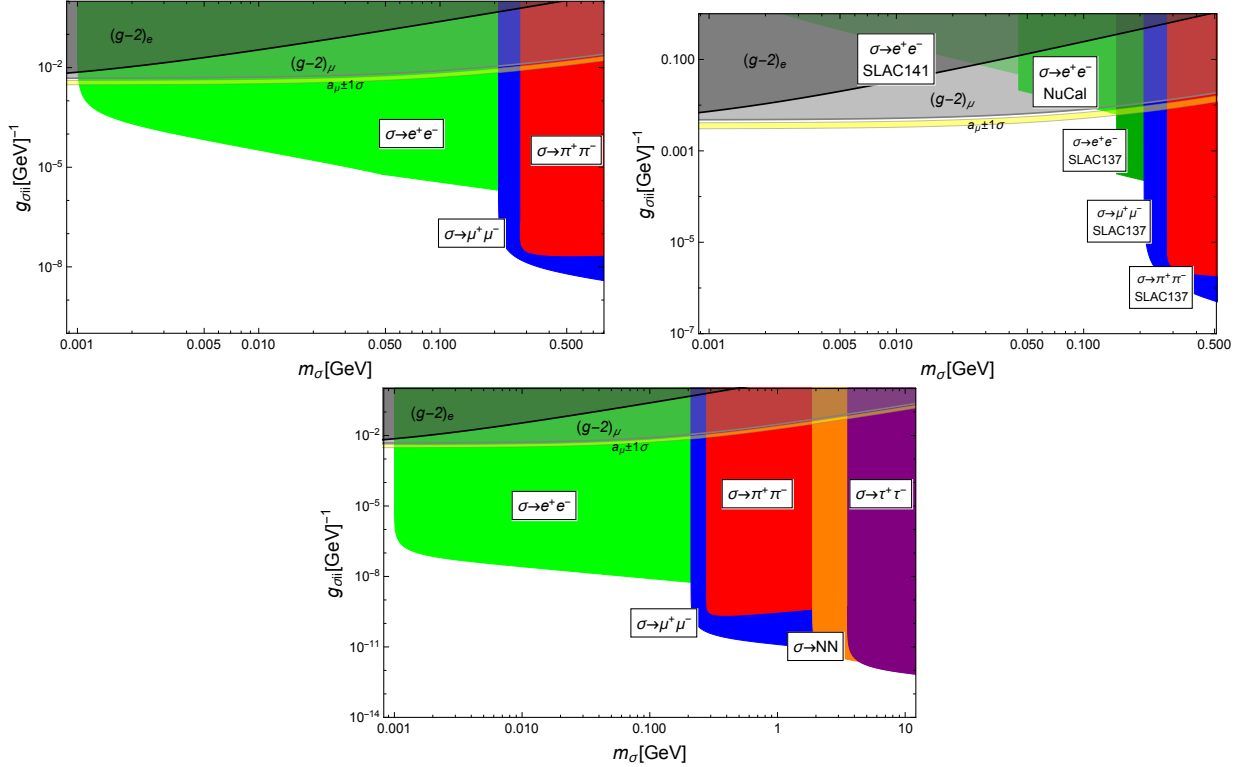 (g-2)ₑ
(g-2)μ
aμ±1σ
σ→e⁺e⁻
σ→π⁺π⁻
σ→μ⁺μ⁻
10⁻²
10⁻⁵
10⁻⁸
gσii[GeV]⁻¹
0.001 0.005 0.010 0.050 0.100 0.500
mσ[GeV]
(g-2)ₑ
σ→e⁺e⁻
SLAC141
σ→e⁺e⁻
NuCal
(g-2)μ
aμ±1σ
σ→e⁺e⁻
SLAC137
σ→μ⁺μ⁻
SLAC137
σ→π⁺π⁻
SLAC137
0.100
0.001
10⁻⁵
10⁻⁷
gσii[GeV]⁻¹
0.001 0.005 0.010 0.050 0.100 0.500
mσ[GeV]
(g-2)ₑ
(g-2)μ
aμ±1σ
σ→e⁺e⁻
σ→π⁺π⁻
σ→τ⁺τ⁻
σ→μ⁺μ⁻
σ→NN
10⁻²
10⁻⁵
10⁻⁸
10⁻¹¹
10⁻¹⁴
gσii[GeV]⁻¹
0.001 0.010 0.100 1 10
mσ[GeV]